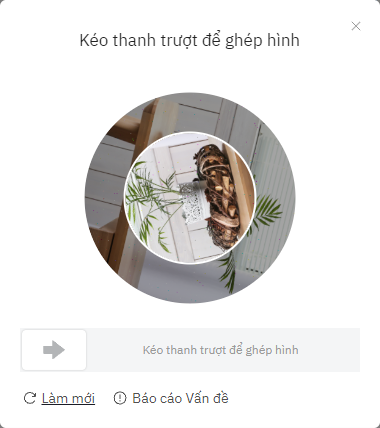 Kéo thanh trượt để ghép hình
Kéo thanh trượt để ghép hình
Làm mới Báo cáo Vấn đề